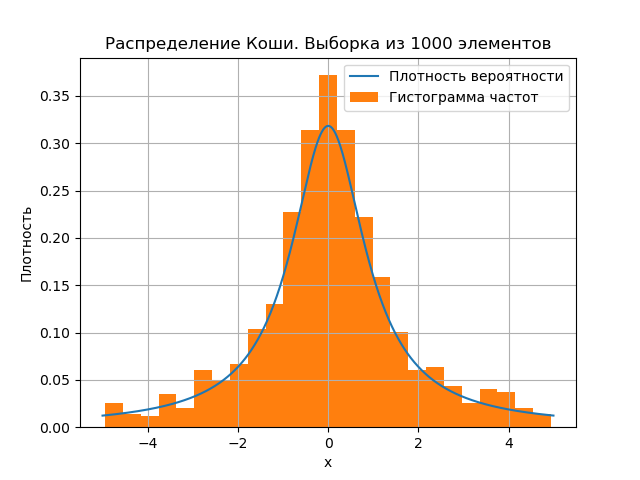 Распределение Коши. Выборка из 1000 элементов
Плотность вероятности
Гистограмма частот
Плотность
0.35
0.30
0.25
0.20
0.15
0.10
0.05
0.00
−4 −2 0 2 4
x